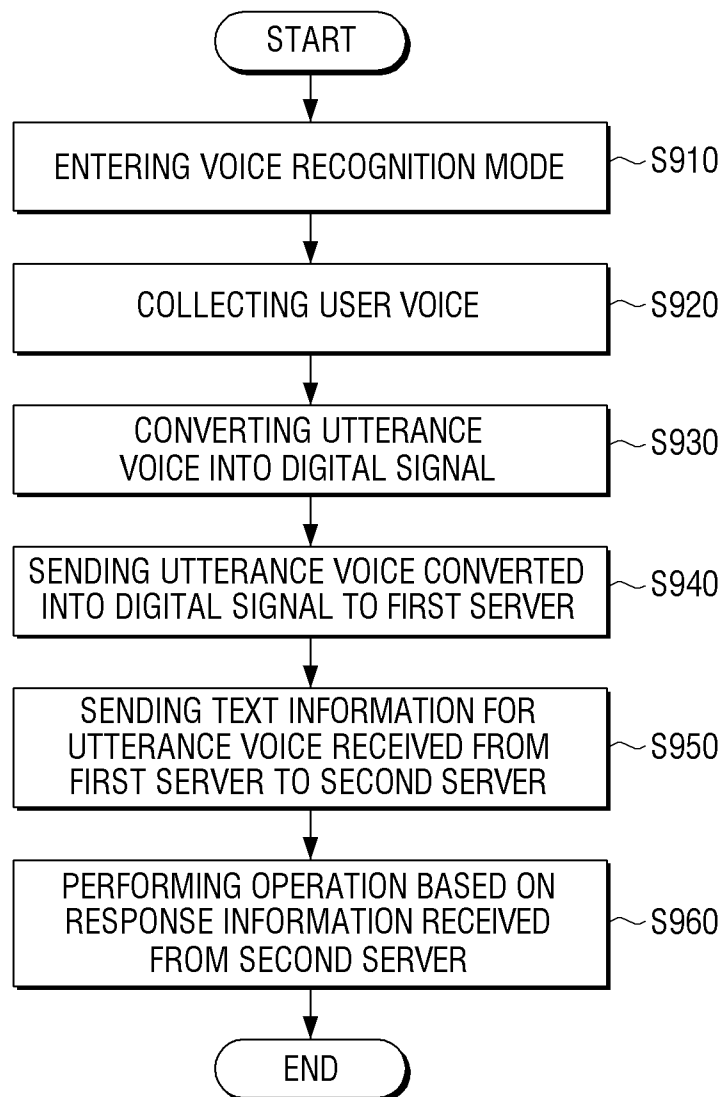 START
ENTERING VOICE RECOGNITION MODE
S910
COLLECTING USER VOICE
S920
CONVERTING UTTERANCE
VOICE INTO DIGITAL SIGNAL
S930
SENDING UTTERANCE VOICE CONVERTED
INTO DIGITAL SIGNAL TO FIRST SERVER
S940
SENDING TEXT INFORMATION FOR
UTTERANCE VOICE RECEIVED FROM
FIRST SERVER TO SECOND SERVER
S950
PERFORMING OPERATION BASED ON
RESPONSE INFORMATION RECEIVED
FROM SECOND SERVER
S960
END